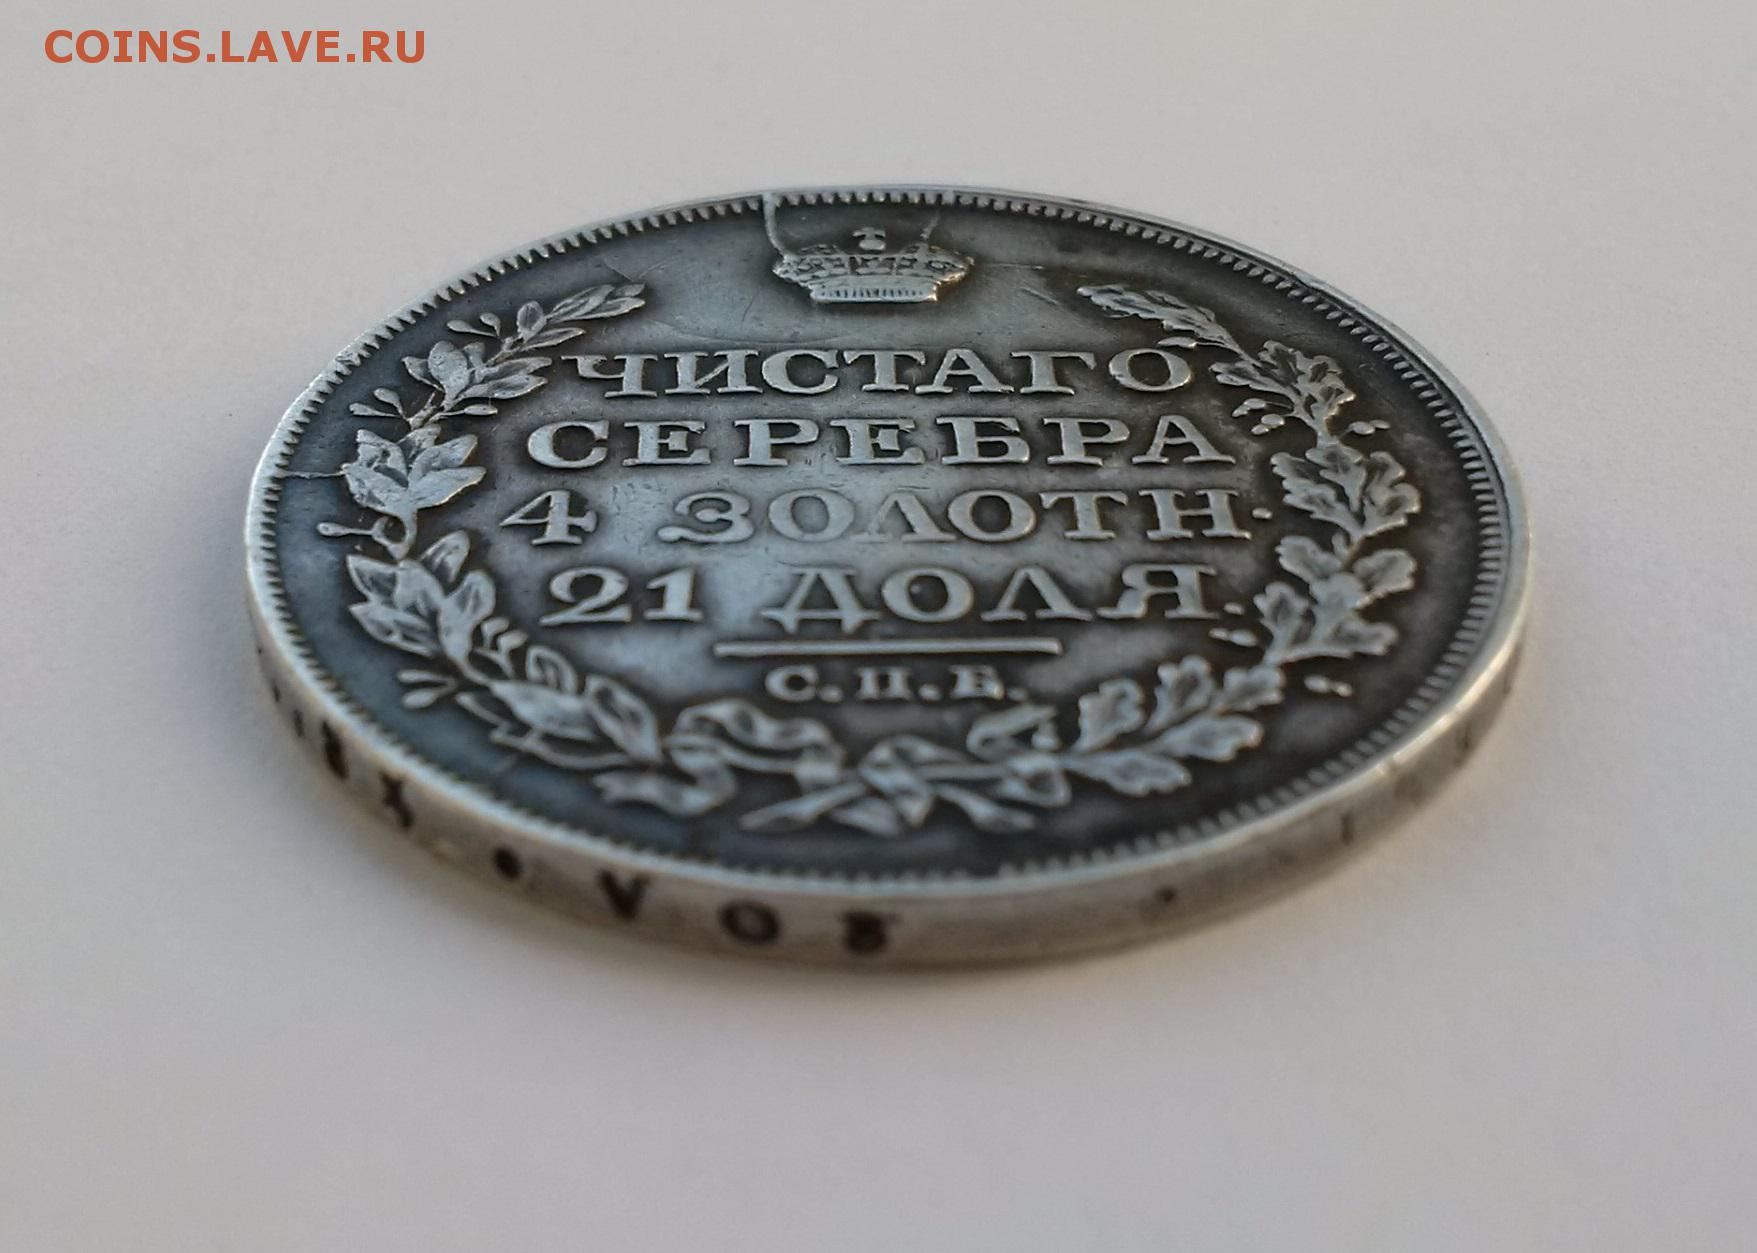 COINS.LAVE.RU
ЧИСТАГО
СЕРЕБРА
4 ЗОЛОТН.
21 ДОЛЯ.
С.П.Б.